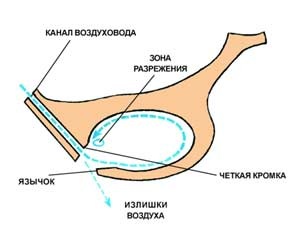 КАНАЛ ВОЗДУХОВОДА
ЗОНА
РАЗРЕЖЕНИЯ
ЯЗЫЧОК
ЧЕТКАЯ КРОМКА
ИЗЛИШКИ
ВОЗДУХА